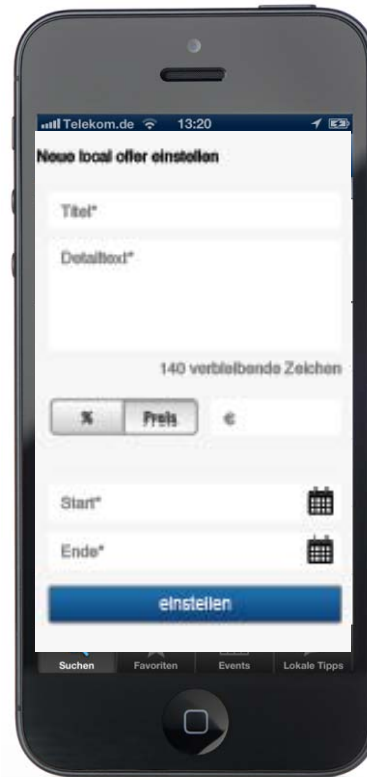 Telekom.de 13:20
Neue local offer einstellen
Titel*
Detailtext*
140 verbleibende Zeichen
% Preis €
Start*
Ende*
einstellen
Suchen Favoriten Events Lokale Tipps